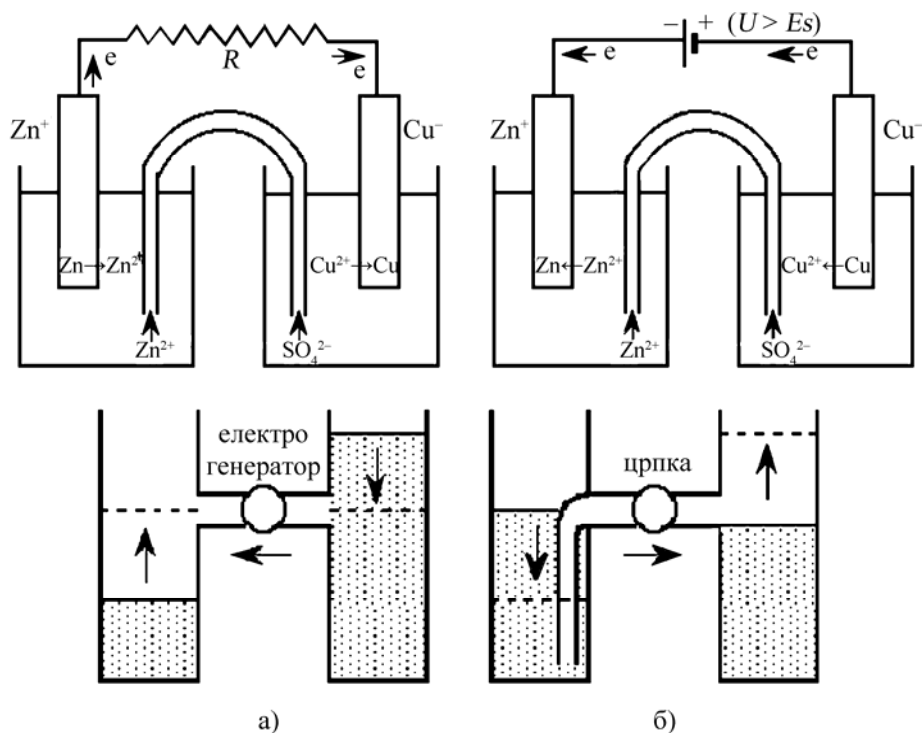 – + (U > Es)
e R e
e e
Zn⁺ Cu⁻
Zn⁺ Cu⁻
Zn→Zn²⁺ Cu²⁺→Cu
Zn←Zn²⁺ Cu²⁺←Cu
Zn²⁺ SO₄²⁻
Zn²⁺ SO₄²⁻
електро
генератор
црпка
а) б)